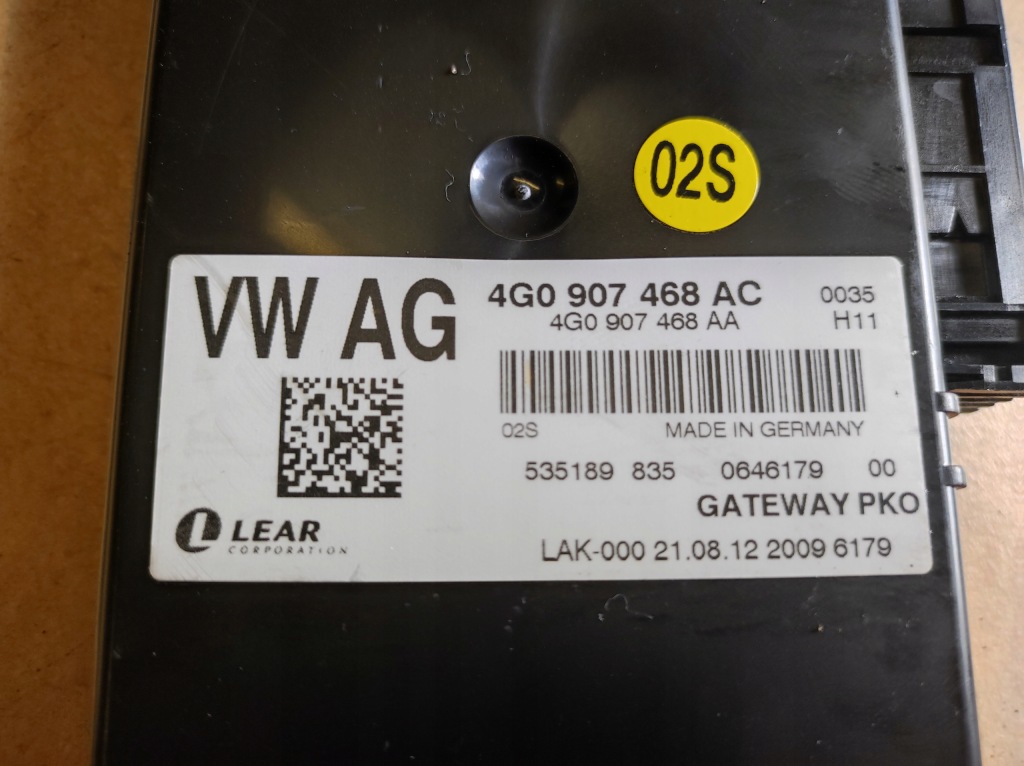 02S
VW AG
4G0 907 468 AC 0035
4G0 907 468 AA H11
02S MADE IN GERMANY
535189 835 0646179 00
GATEWAY PKO
LEAR
CORPORATION
LAK-000 21.08.12 2009 6179